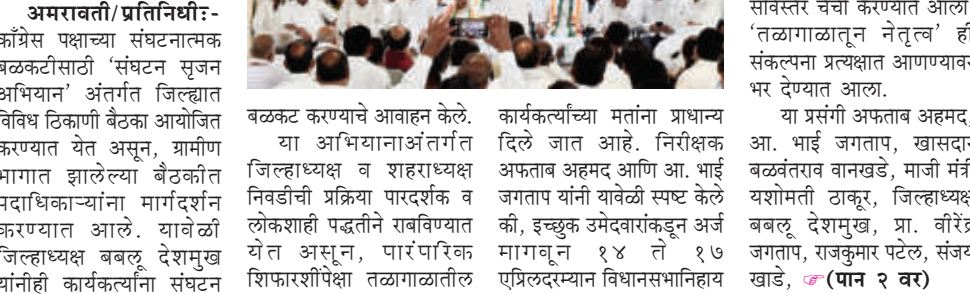 अमरावती/प्रतिनिधीः-
काँग्रेस पक्षाच्या संघटनात्मक
बळकटीसाठी ‘संघटन सृजन
अभियान’ अंतर्गत जिल्ह्यात
विविध ठिकाणी बैठका आयोजित
करण्यात येत असून, ग्रामीण
भागात झालेल्या बैठकीत
पदाधिकाऱ्यांना मार्गदर्शन
करण्यात आले. यावेळी
जिल्हाध्यक्ष बबलू देशमुख
यांनीही कार्यकर्त्यांना संघटन
बळकट करण्याचे आवाहन केले.
या आभियानाअंतर्गत
जिल्हाध्यक्ष व शहराध्यक्ष
निवडीची प्रक्रिया पारदर्शक व
लोकशाही पद्धतीने राबविण्यात
येत असून, पारंपारिक
शिफारशींपेक्षा तळागाळातील
कार्यकर्त्यांच्या मतांना प्राधान्य
दिले जात आहे. निरीक्षक
अफताब अहमद आणि आ. भाई
जगताप यांनी यावेळी स्पष्ट केले
की, इच्छुक उमेदवारांकडून अर्ज
मागवून १४ ते १७
एप्रिलदरम्यान विधानसभानिहाय
सविस्तर चर्चा करण्यात आली.
‘तळागाळातून नेतृत्व’ ही
संकल्पना प्रत्यक्षात आणण्यावर
भर देण्यात आला.
या प्रसंगी अफताब अहमद,
आ. भाई जगताप, खासदार
बळवंतराव वानखडे, माजी मंत्री
यशोमती ठाकूर, जिल्हाध्यक्ष
बबलू देशमुख, प्रा. वीरेंद्र
जगताप, राजकुमार पटेल, संजय
खाडे, ☞(पान २ वर)